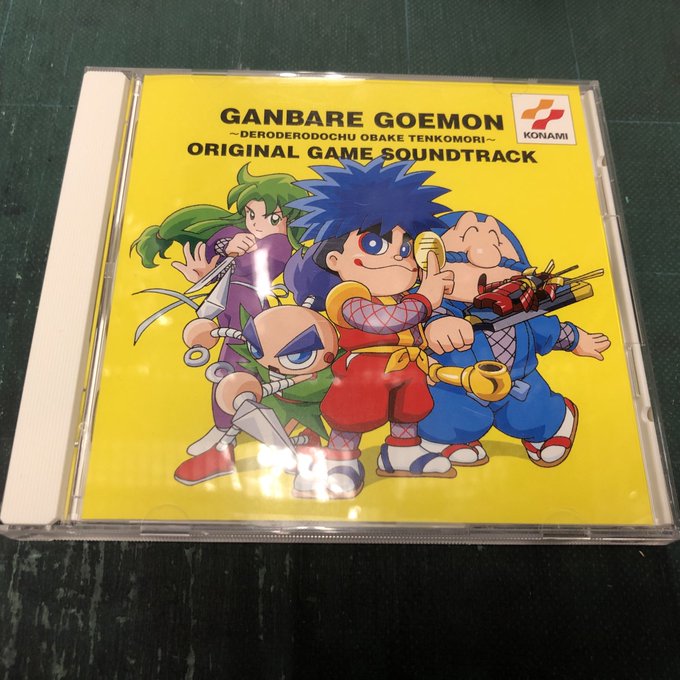 GANBARE GOEMON
～DERODERODOCHU OBAKE TENKOMORI～
ORIGINAL GAME SOUNDTRACK
KONAMI